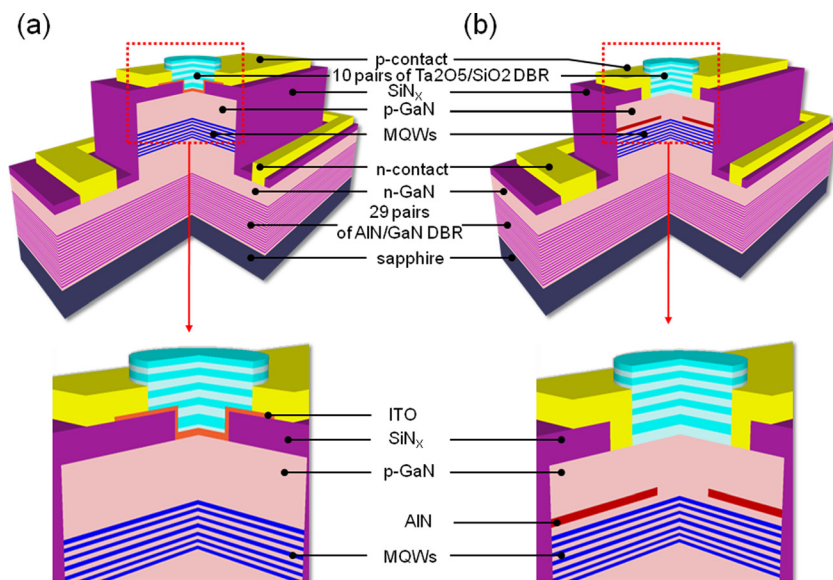 (a)
(b)
p-contact
10 pairs of Ta2O5/SiO2 DBR
SiNX
p-GaN
MQWs
n-contact
n-GaN
29 pairs
of AlN/GaN DBR
sapphire
ITO
SiNX
p-GaN
AlN
MQWs